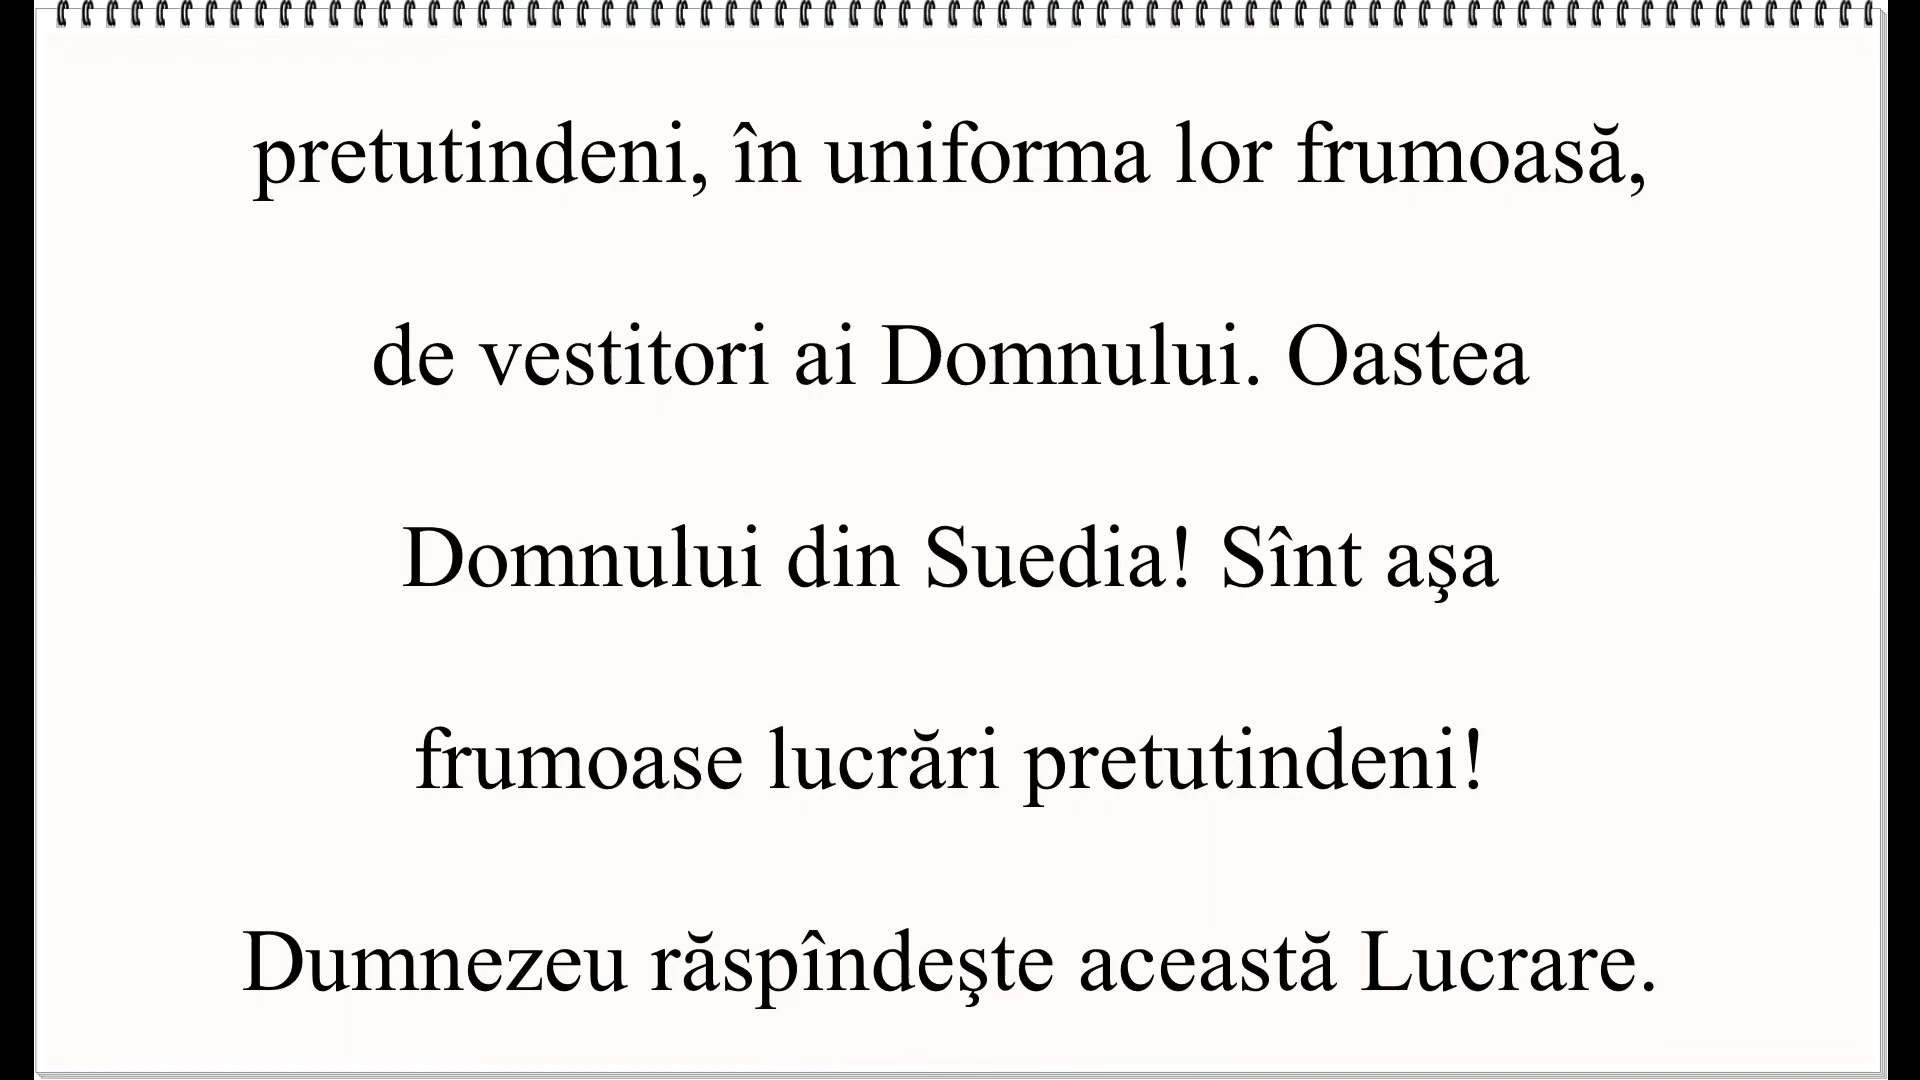 pretutindeni, în uniforma lor frumoasă,
de vestitori ai Domnului. Oastea
Domnului din Suedia! Sînt aşa
frumoase lucrări pretutindeni!
Dumnezeu răspîndeşte această Lucrare.